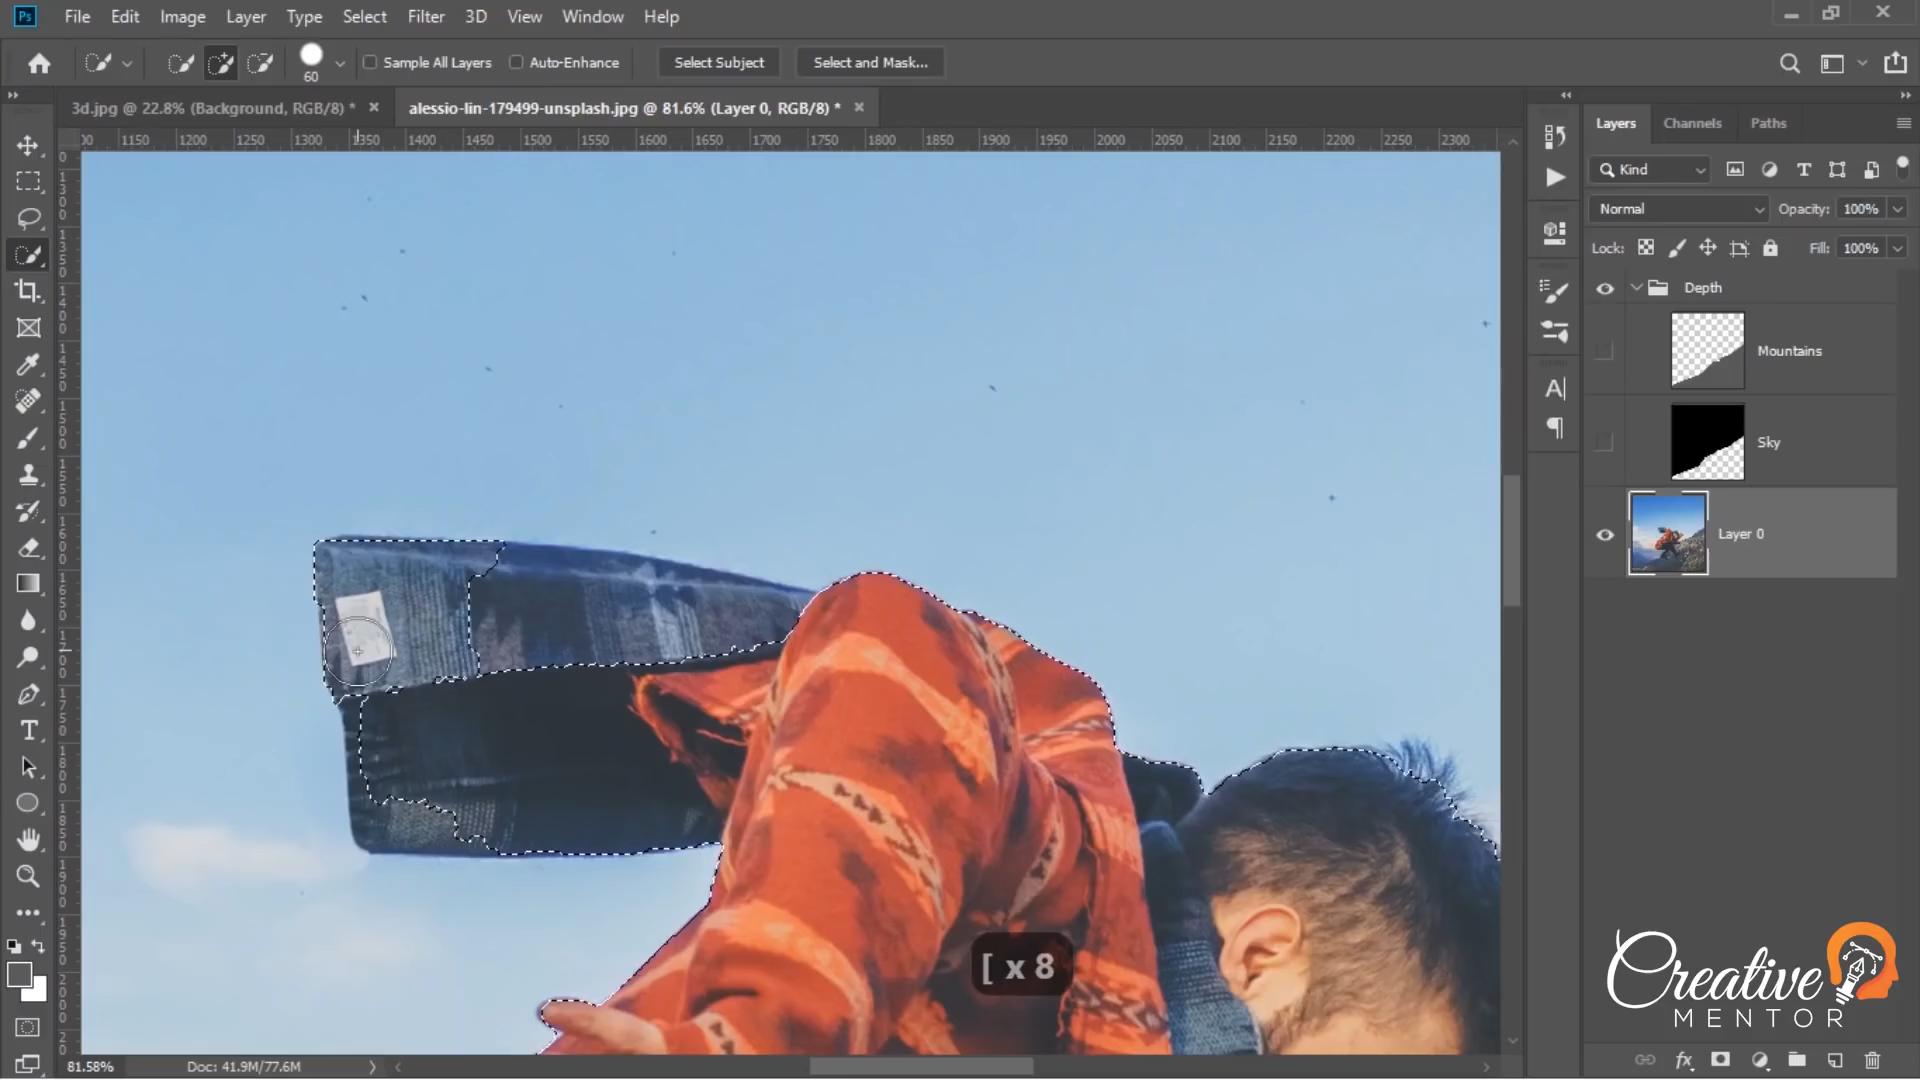 Ps File Edit Image Layer Type Select Filter 3D View Window Help
60 Sample All Layers Auto-Enhance Select Subject Select and Mask...
3d.jpg @ 22.8% (Background, RGB/8) * × alessio-lin-179499-unsplash.jpg @ 81.6% (Layer 0, RGB/8) * ×
00 1150 1200 1250 1300 1350 1400 1450 1500 1550 1600 1650 1700 1750 1800 1850 1900 1950 2000 2050 2100 2150 2200 2250 2300
Layers Channels Paths
Kind
Normal Opacity: 100%
Lock: Fill: 100%
Depth
Mountains
Sky
Layer 0
[ x 8
Creative
MENTOR
81.58% Doc: 41.9M/77.6M
fx